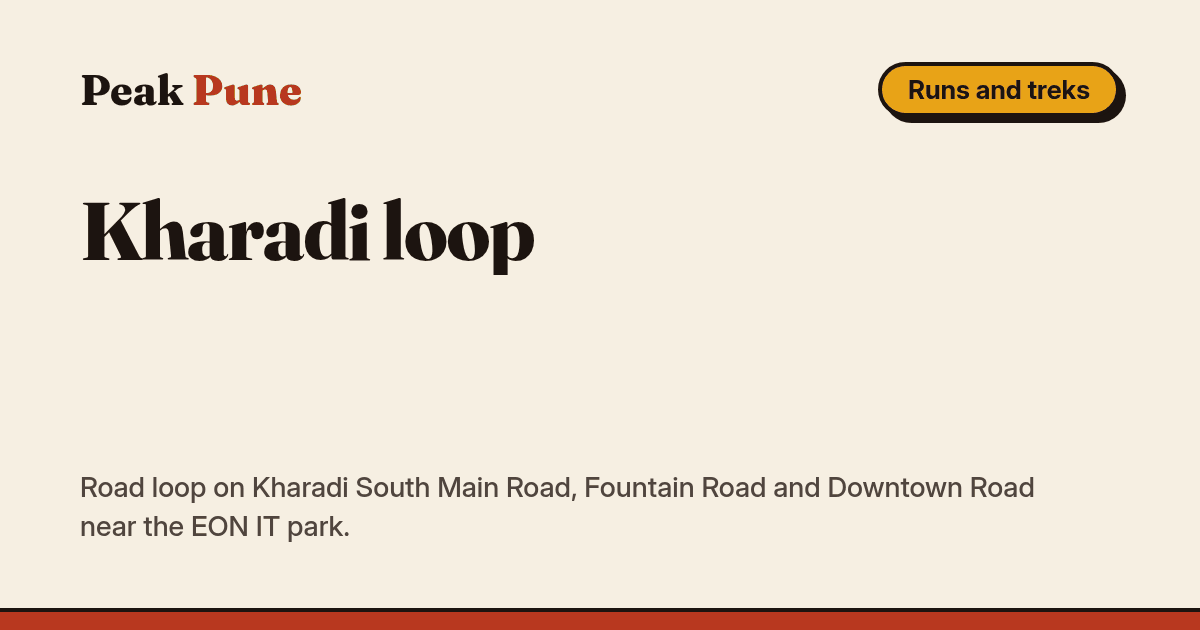 Peak Pune
Runs and treks
Kharadi loop
Road loop on Kharadi South Main Road, Fountain Road and Downtown Road
near the EON IT park.